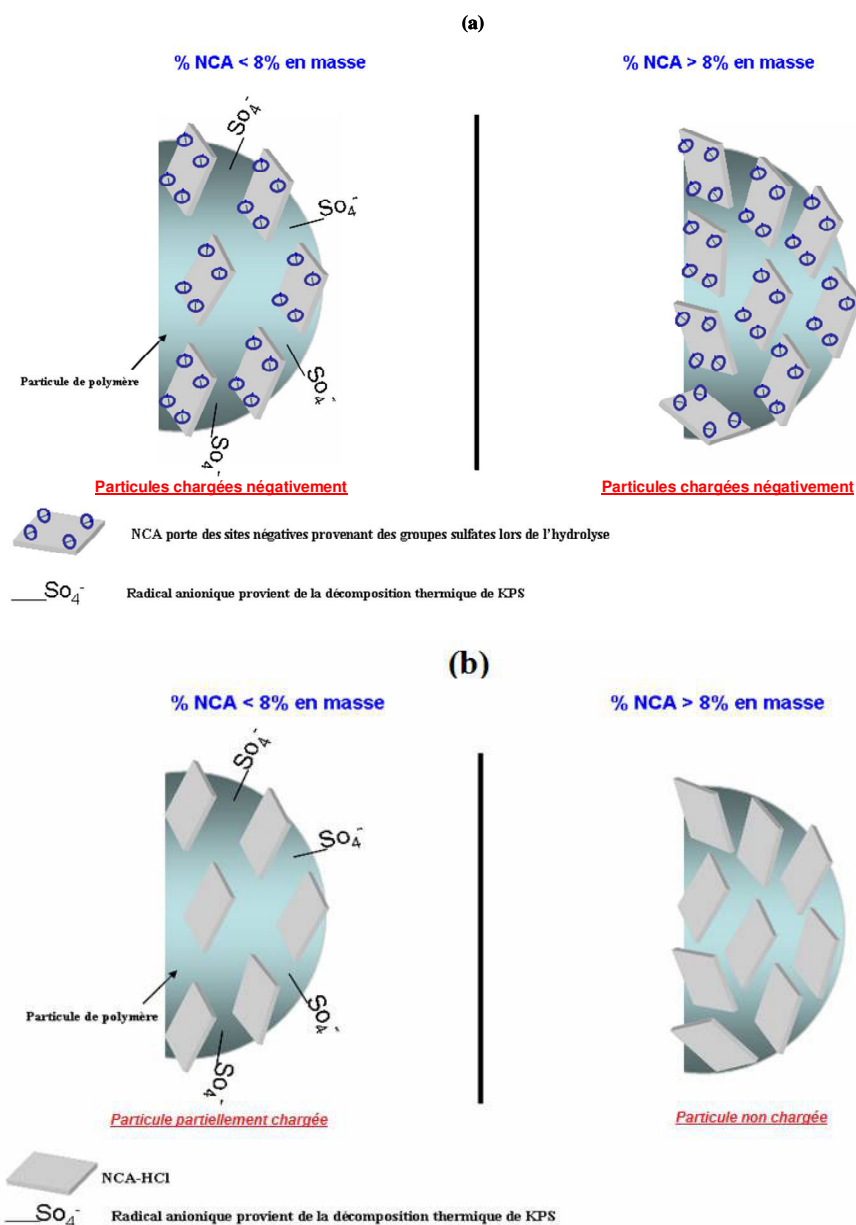 (a)
% NCA < 8% en masse
% NCA > 8% en masse
So4-
So4-
Particule de polymère
So4-
So4-
Particules chargées négativement
Particules chargées négativement
NCA porte des sites négatives provenant des groupes sulfates lors de l'hydrolyse
So4-
Radical anionique provient de la décomposition thermique de KPS
(b)
% NCA < 8% en masse
% NCA > 8% en masse
So4-
So4-
Particule de polymère
So4-
So4-
Particule partiellement chargée
Particule non chargée
NCA-HCl
So4-
Radical anionique provient de la décomposition thermique de KPS